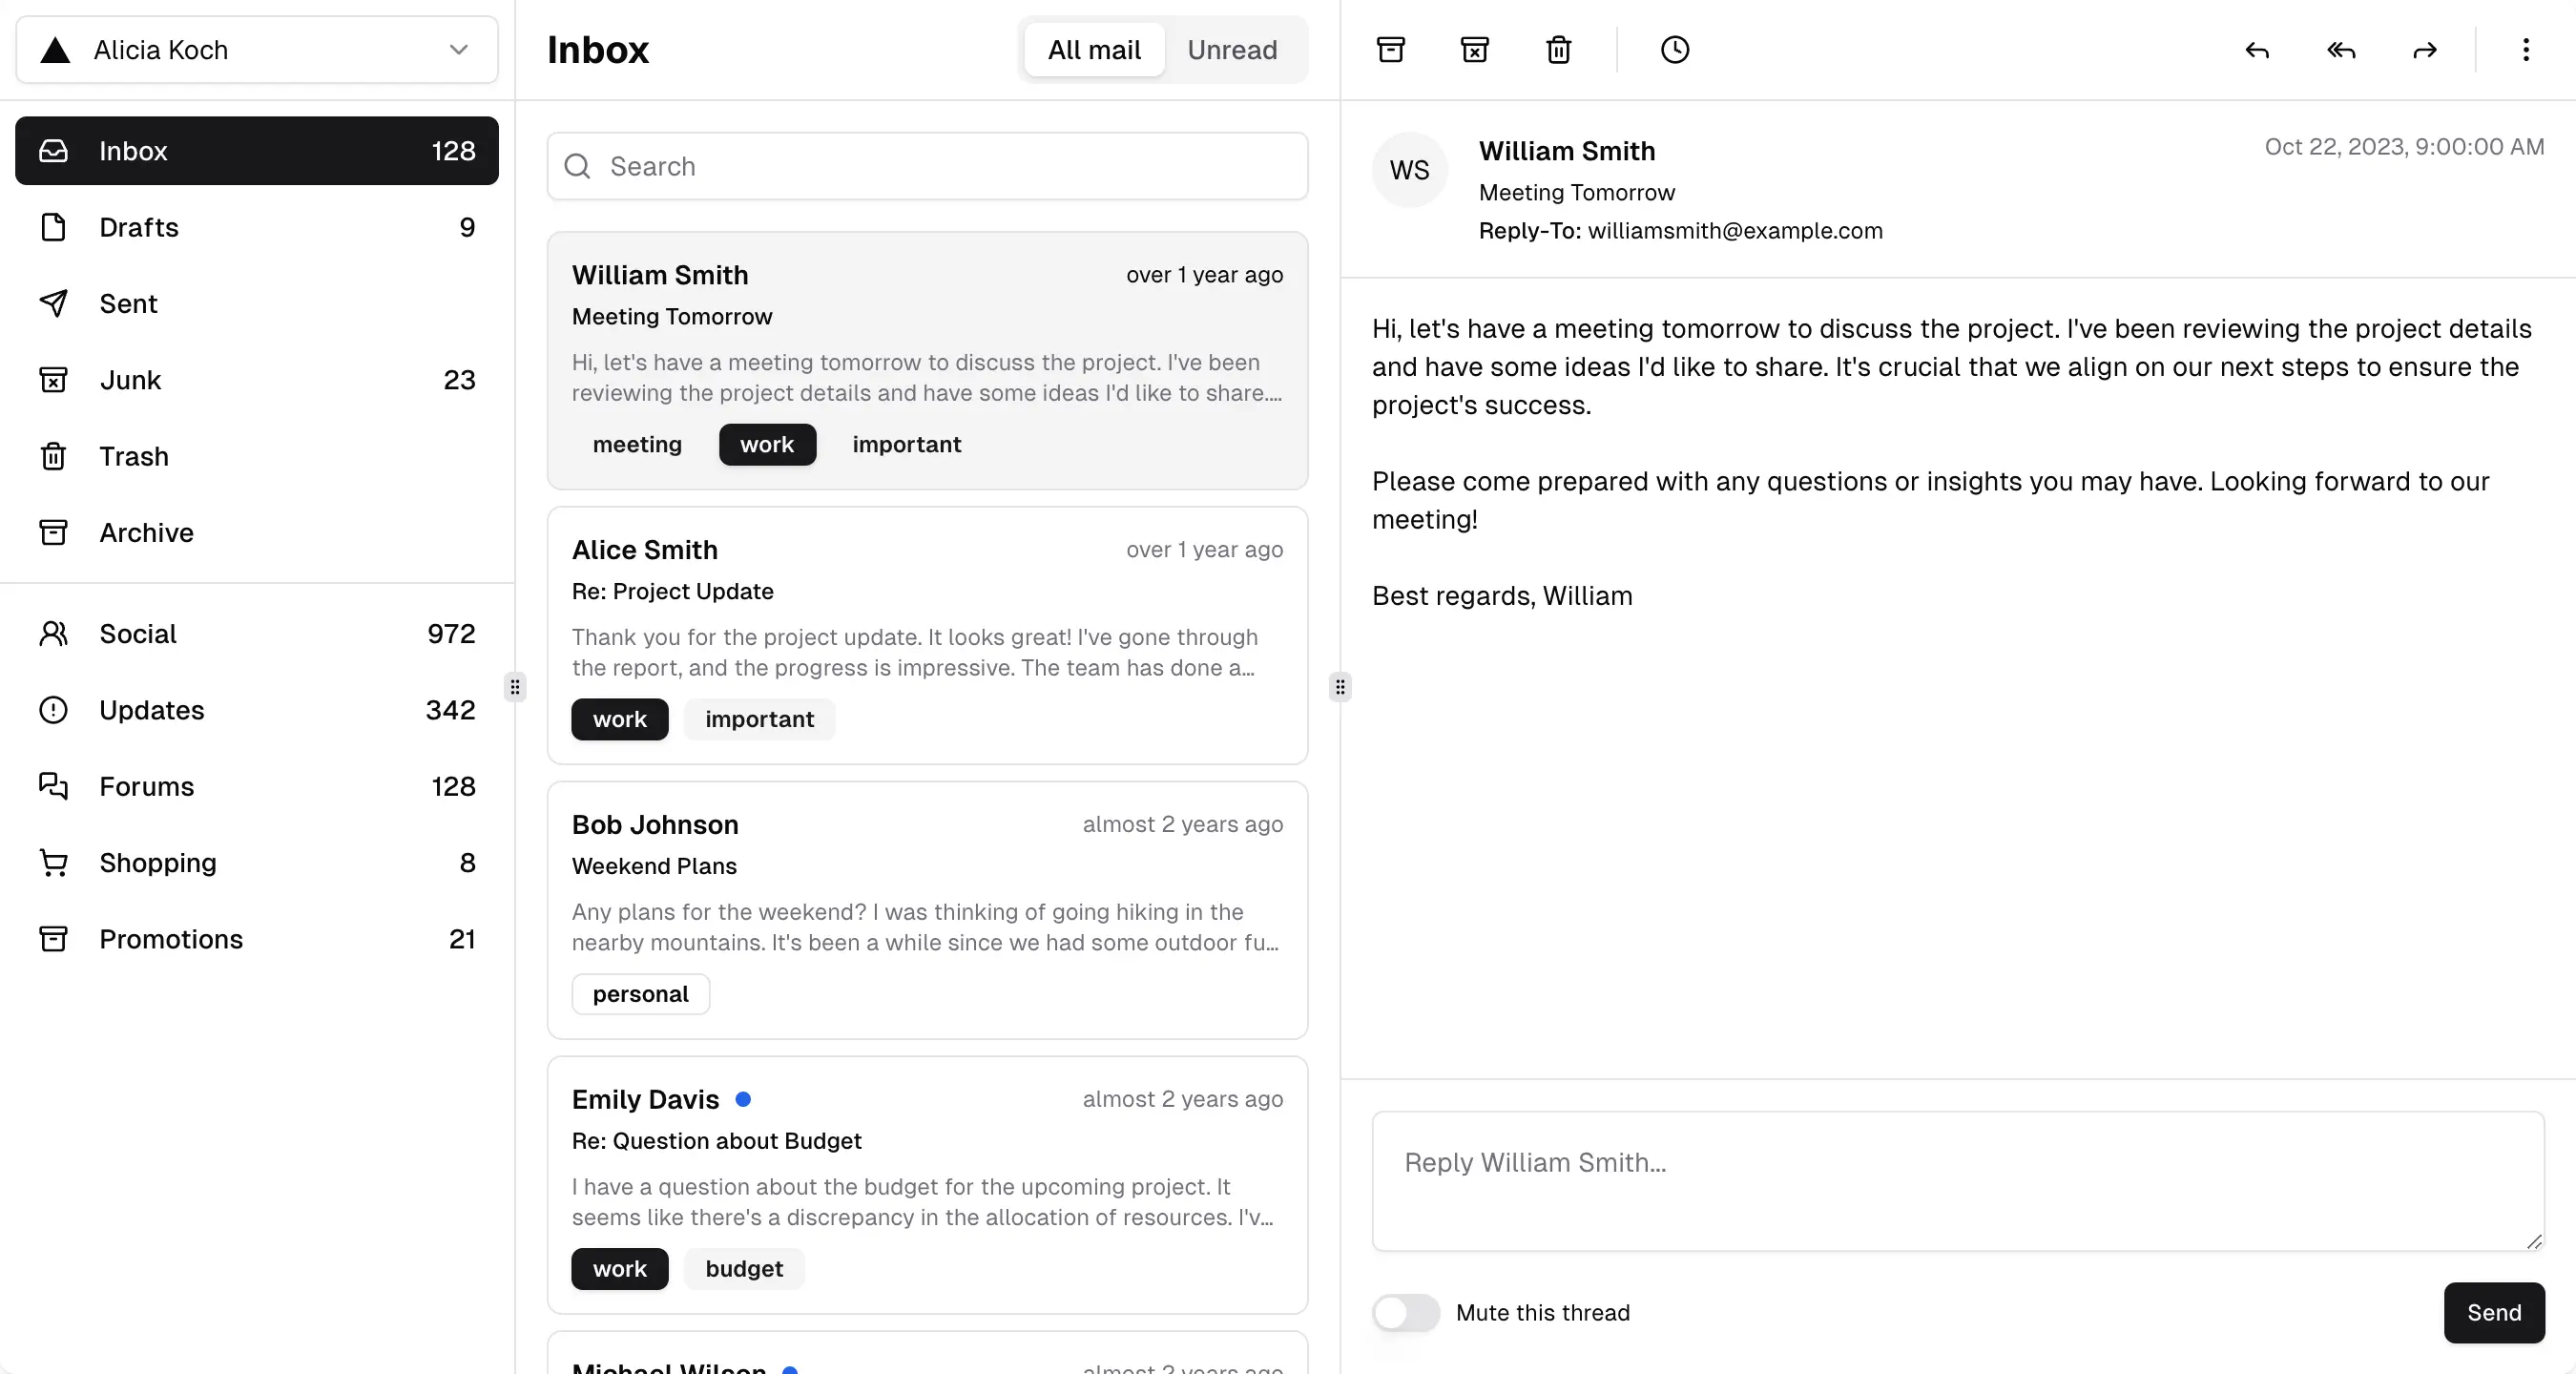 Alicia Koch
Inbox 128
Drafts 9
Sent
Junk 23
Trash
Archive
Social 972
Updates 342
Forums 128
Shopping 8
Promotions 21
Inbox
All mail Unread
Search
William Smith over 1 year ago
Meeting Tomorrow
Hi, let's have a meeting tomorrow to discuss the project. I've been
reviewing the project details and have some ideas I'd like to share....
meeting work important
Alice Smith over 1 year ago
Re: Project Update
Thank you for the project update. It looks great! I've gone through
the report, and the progress is impressive. The team has done a...
work important
Bob Johnson almost 2 years ago
Weekend Plans
Any plans for the weekend? I was thinking of going hiking in the
nearby mountains. It's been a while since we had some outdoor fu...
personal
Emily Davis almost 2 years ago
Re: Question about Budget
I have a question about the budget for the upcoming project. It
seems like there's a discrepancy in the allocation of resources. I'v...
work budget
Michael Wilson almost 2 years ago
WS
William Smith Oct 22, 2023, 9:00:00 AM
Meeting Tomorrow
Reply-To: williamsmith@example.com
Hi, let's have a meeting tomorrow to discuss the project. I've been reviewing the project details
and have some ideas I'd like to share. It's crucial that we align on our next steps to ensure the
project's success.
Please come prepared with any questions or insights you may have. Looking forward to our
meeting!
Best regards, William
Reply William Smith...
Mute this thread
Send